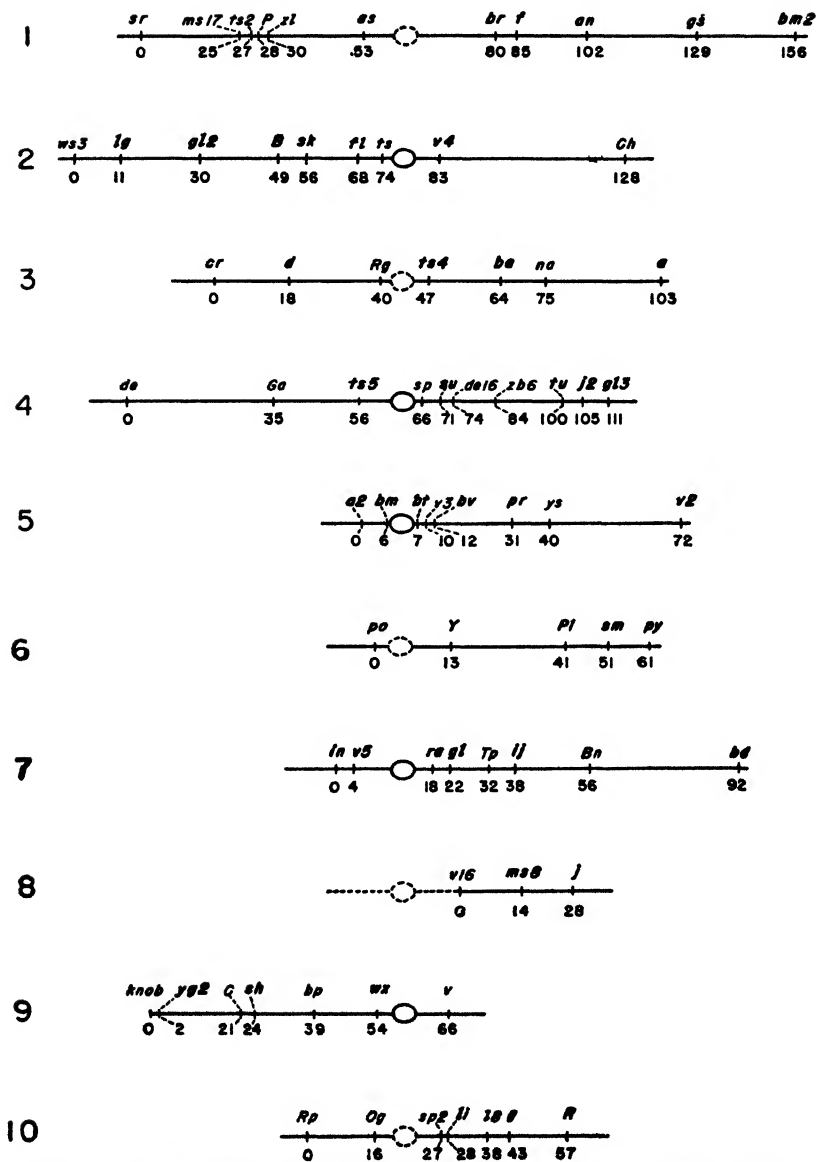 1
sr ms17 ts2 P zl as br f an gs bm2
0 25 27 28 30 .53 80 85 102 129 156
2
ws3 lg gl2 B sk fl ts v4 Ch
0 11 30 49 56 68 74 83 128
3
cr d Rg ts4 ba na a
0 18 40 47 64 75 103
4
de Ga ts5 sp su de16 zb6 tu j2 gl3
0 35 56 66 71 74 84 100 105 111
5
a2 bm bt v3 bv pr ys v2
0 6 7 10 12 31 40 72
6
po Y Pl sm py
0 13 41 51 61
7
in v5 ra gl Tp ij Bn bd
0 4 18 22 32 38 56 92
8
v16 ms8 j
0 14 28
9
knob yg2 C sh bp wx v
0 2 21 24 39 54 66
10
Rp Og sp2 li l8 g R
0 16 27 28 38 43 57